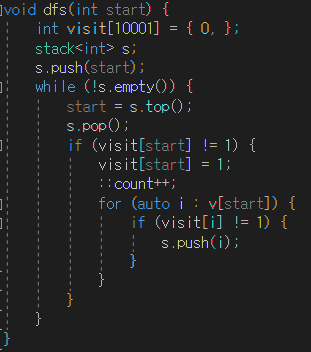 void dfs(int start) {
    int visit[10001] = { 0, };
    stack<int> s;
    s.push(start);
    while (!s.empty()) {
        start = s.top();
        s.pop();
        if (visit[start] != 1) {
            visit[start] = 1;
            ::count++;
            for (auto i : v[start]) {
                if (visit[i] != 1) {
                    s.push(i);
                }
            }
        }
    }
}